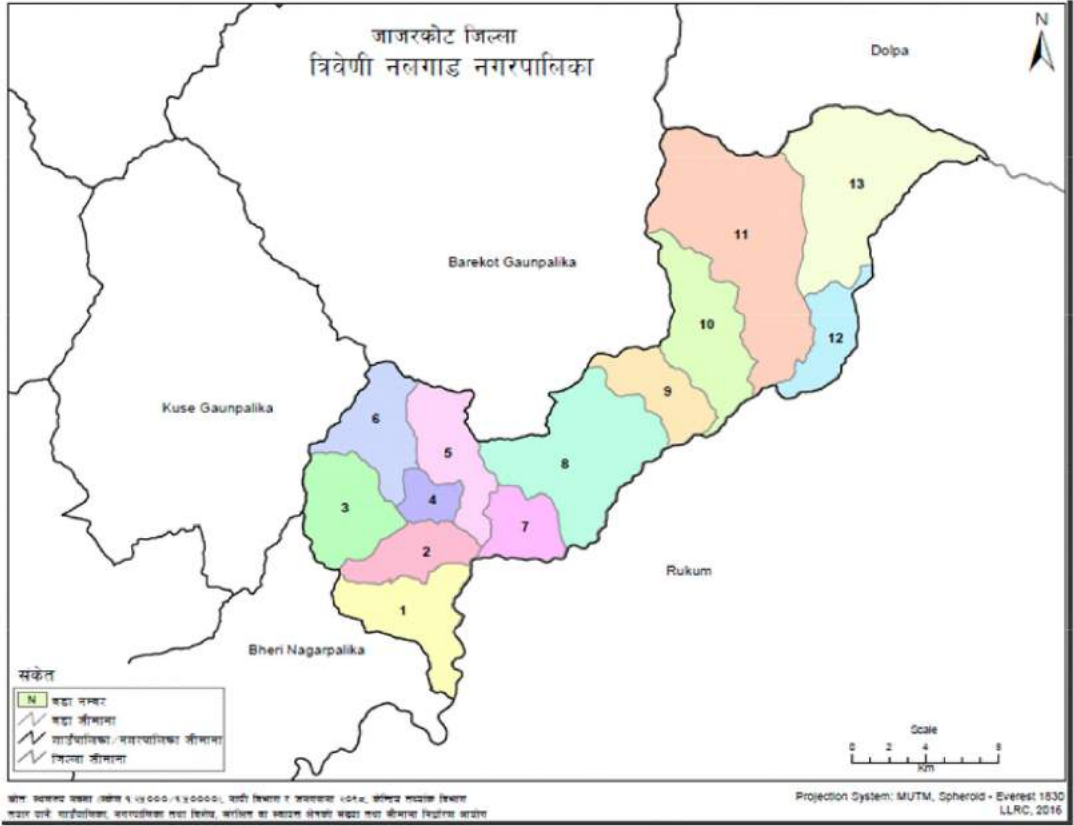 जाजरकोट जिल्ला
त्रिवेणी नलगाड नगरपालिका
N
Dolpa
13
11
Barekot Gaunpalika
10
12
9
Kuse Gaunpalika
6
5
8
3
4
7
2
Rukum
1
Bheri Nagarpalika
संकेत
N वडा नम्बर
वडा सीमाना
गाउँपालिका/नगरपालिका सीमाना
जिल्ला सीमाना
Scale
0 2 4 8
Km
Projection System: MUTM, Spheroid - Everest 1830
LLRC, 2016